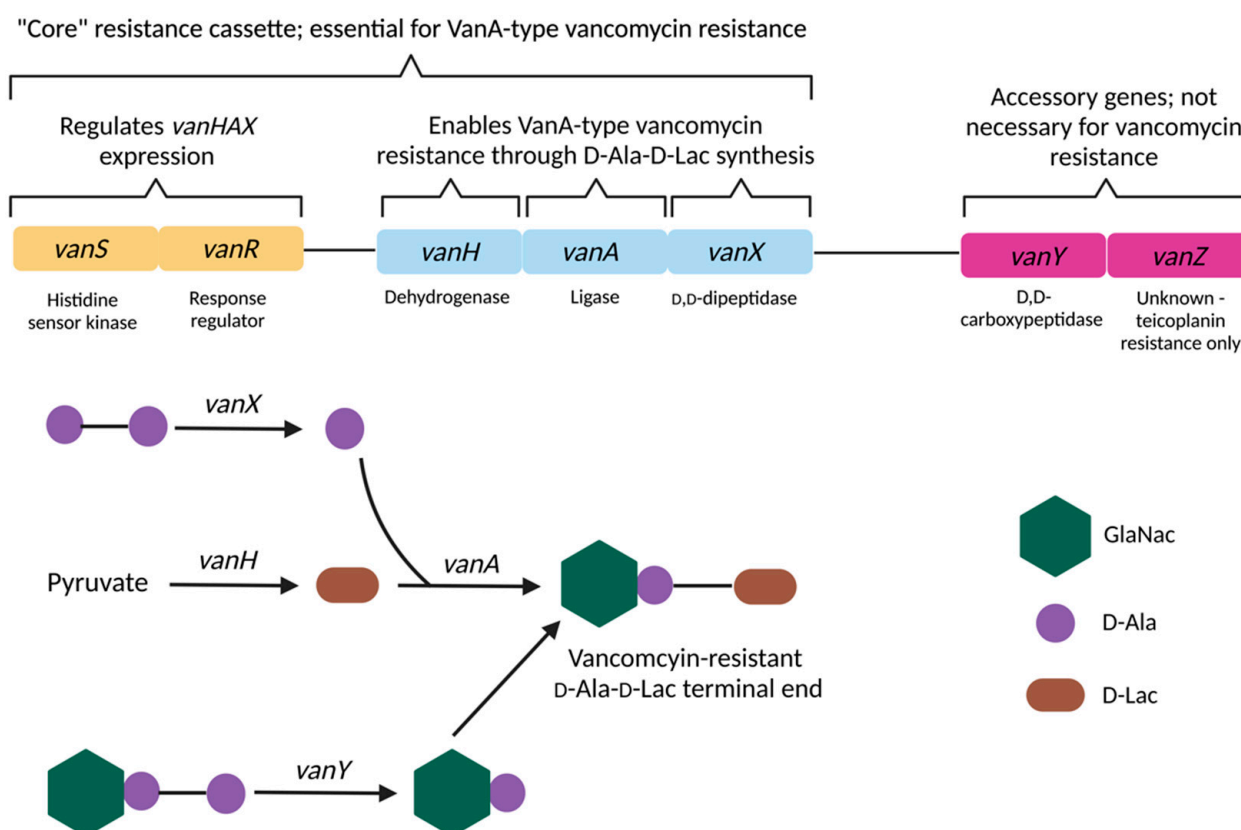 "Core" resistance cassette; essential for VanA-type vancomycin resistance
Regulates vanHAX
expression
Enables VanA-type vancomycin
resistance through D-Ala-D-Lac synthesis
Accessory genes; not
necessary for vancomycin
resistance
vanS
vanR
vanH
vanA
vanX
vanY
vanZ
Histidine
sensor kinase
Response
regulator
Dehydrogenase
Ligase
D,D-dipeptidase
D,D-
carboxypeptidase
Unknown -
teicoplanin
resistance only
vanX
Pyruvate
vanH
vanA
Vancomcyin-resistant
D-Ala-D-Lac terminal end
vanY
GlaNac
D-Ala
D-Lac